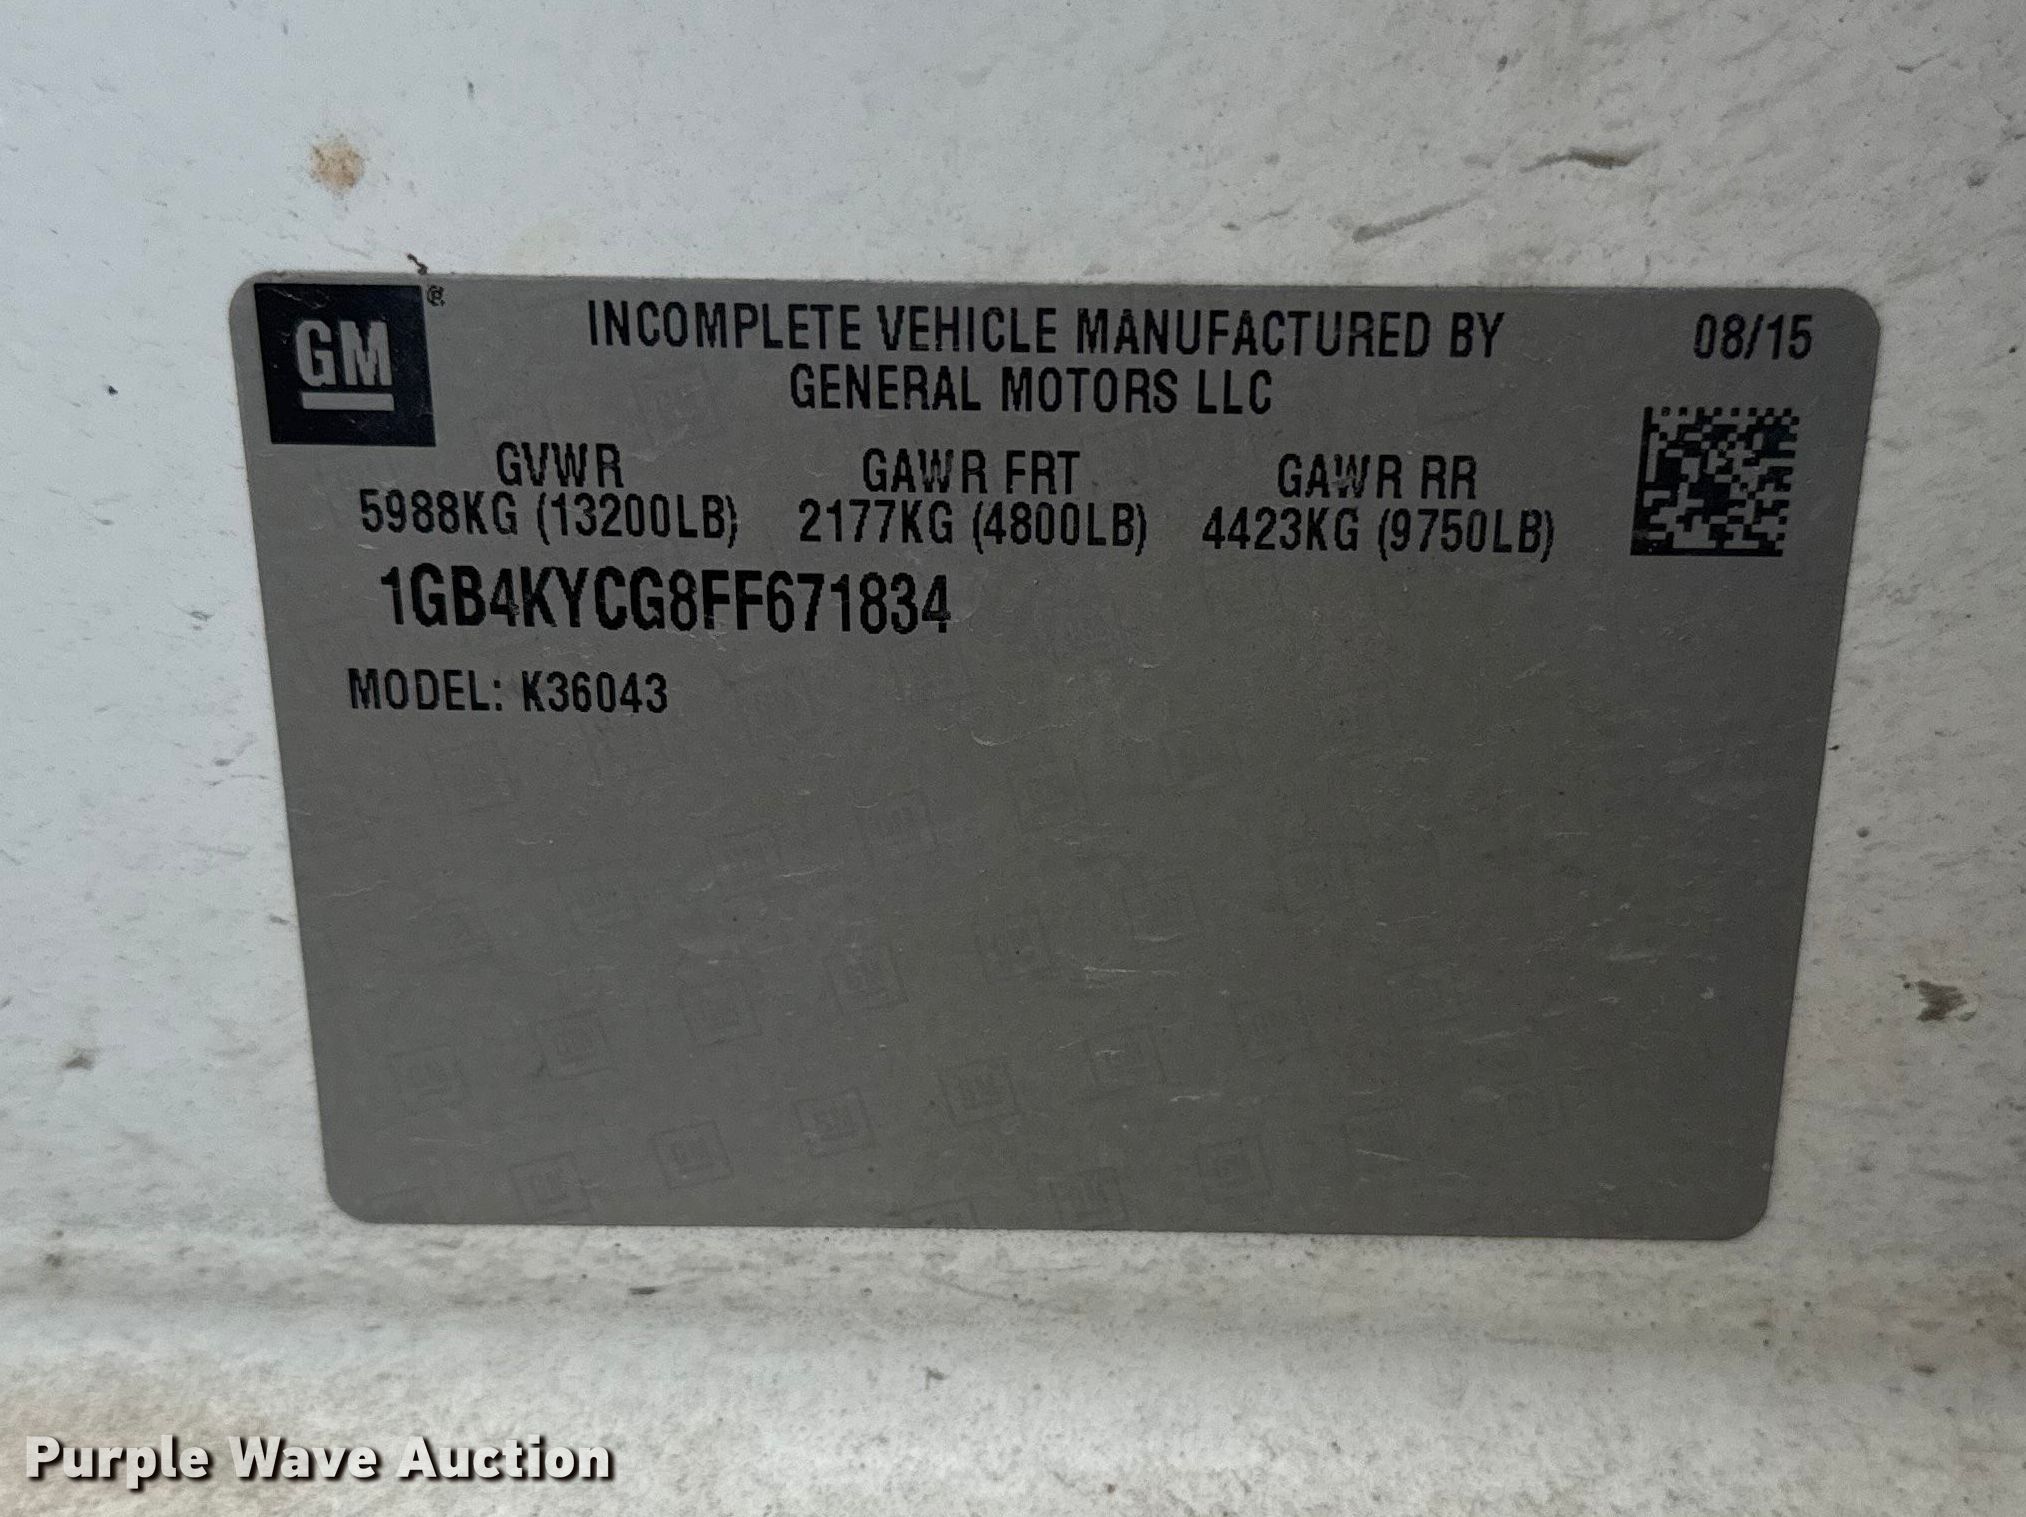 GM ®
INCOMPLETE VEHICLE MANUFACTURED BY
GENERAL MOTORS LLC
08/15
GVWR GAWR FRT GAWR RR
5988KG (13200LB) 2177KG (4800LB) 4423KG (9750LB)
1GB4KYCG8FF671834
MODEL: K36043
Purple Wave Auction